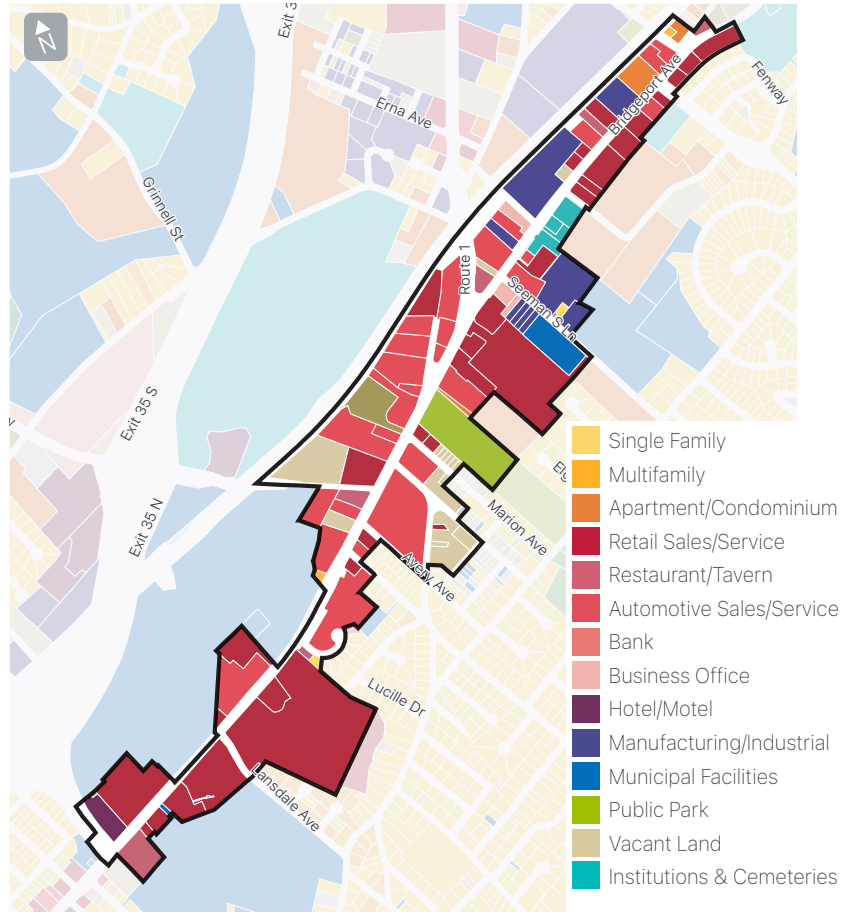 N
Exit 3
Erna Ave
Bridgeport Ave
Fenway
Grinnell St
Route 1
Seeman'S Ln
Exit 35 S
Exit 35 N
Marion Ave
Avery Ave
Lucille Dr
Lansdale Ave
Single Family
Multifamily
Apartment/Condominium
Retail Sales/Service
Restaurant/Tavern
Automotive Sales/Service
Bank
Business Office
Hotel/Motel
Manufacturing/Industrial
Municipal Facilities
Public Park
Vacant Land
Institutions & Cemeteries